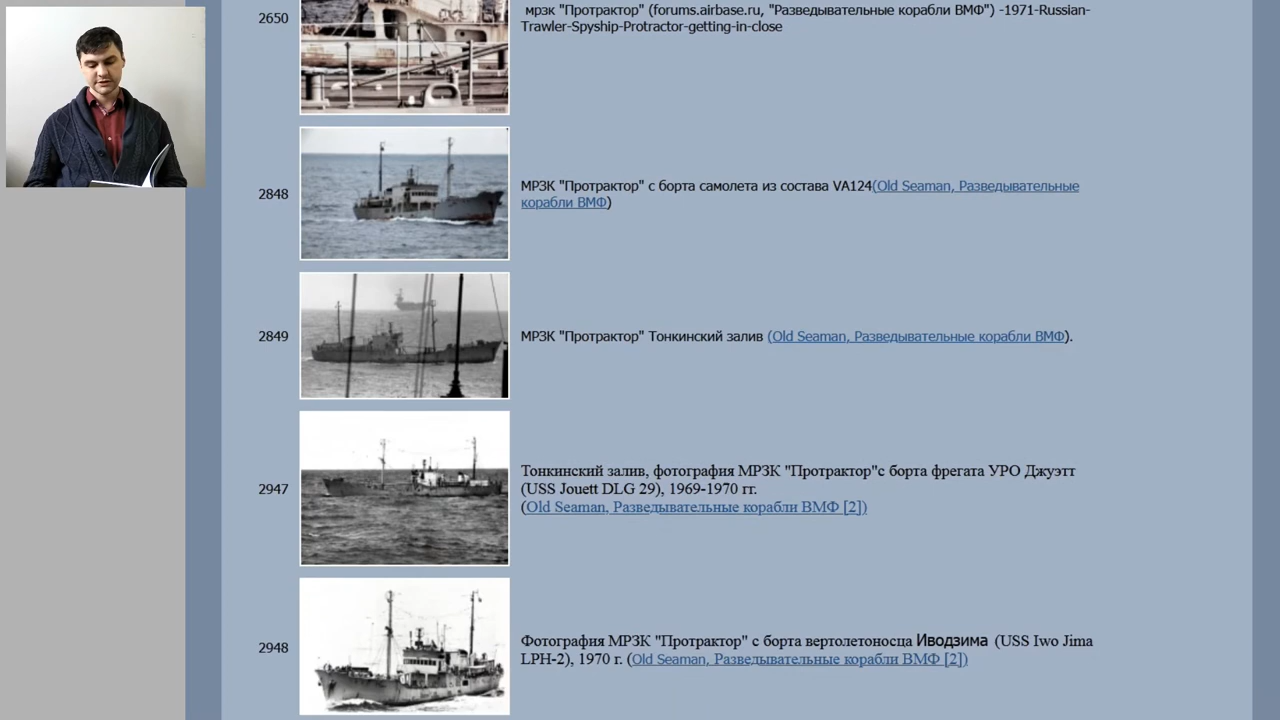 2650
мрзк "Протрактор" (forums.airbase.ru, "Разведывательные корабли ВМФ") -1971-Russian-
Trawler-Spyship-Protractor-getting-in-close
2848
МРЗК "Протрактор" с борта самолета из состава VA124(Old Seaman, Разведывательные
корабли ВМФ)
2849
МРЗК "Протрактор" Тонкинский залив (Old Seaman, Разведывательные корабли ВМФ).
2947
Тонкинский залив, фотография МРЗК "Протрактор"с борта фрегата УРО Джуэтт
(USS Jouett DLG 29), 1969-1970 гг.
(Old Seaman, Разведывательные корабли ВМФ [2])
2948
Фотография МРЗК "Протрактор" с борта вертолетоносца Иводзима (USS Iwo Jima
LPH-2), 1970 г. (Old Seaman, Разведывательные корабли ВМФ [2])